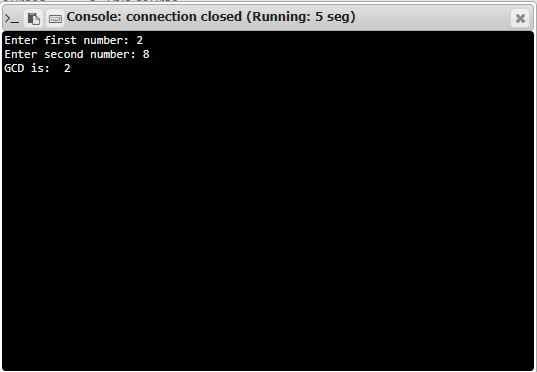 Console: connection closed (Running: 5 seg)
Enter first number: 2
Enter second number: 8
GCD is:  2